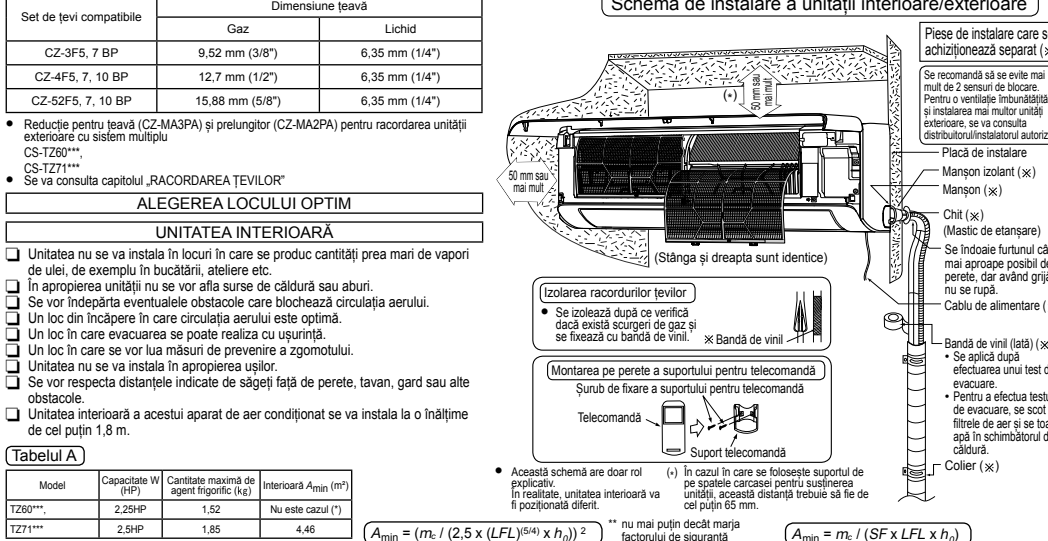 Set de țevi compatibile
Dimensiune țeavă
Gaz
Lichid
CZ-3F5, 7 BP
9,52 mm (3/8")
6,35 mm (1/4")
CZ-4F5, 7, 10 BP
12,7 mm (1/2")
6,35 mm (1/4")
CZ-52F5, 7, 10 BP
15,88 mm (5/8")
6,35 mm (1/4")
• Reducție pentru țeavă (CZ-MA3PA) și prelungitor (CZ-MA2PA) pentru racordarea unității
exterioare cu sistem multiplu
CS-TZ60***,
CS-TZ71***
• Se va consulta capitolul „RACORDAREA ȚEVILOR”
ALEGEREA LOCULUI OPTIM
UNITATEA INTERIOARĂ
Unitatea nu se va instala în locuri în care se produc cantități prea mari de vapori
de ulei, de exemplu în bucătării, ateliere etc.
În apropierea unității nu se vor afla surse de căldură sau aburi.
Se vor îndepărta eventualele obstacole care blochează circulația aerului.
Un loc din încăpere în care circulația aerului este optimă.
Un loc în care evacuarea se poate realiza cu ușurință.
Un loc în care se vor lua măsuri de prevenire a zgomotului.
Unitatea nu se va instala în apropierea ușilor.
Se vor respecta distanțele indicate de săgeți față de perete, tavan, gard sau alte
obstacole.
Unitatea interioară a acestui aparat de aer condiționat se va instala la o înălțime
de cel puțin 1,8 m.
Tabelul A
Model
Capacitate W
(HP)
Cantitate maximă de
agent frigorific (kg)
Interioară Amin (m²)
TZ60***,
2,25HP
1,52
Nu este cazul (*)
TZ71***
2,5HP
1,85
4,46
Schema de instalare a unității interioare/exterioare
Piese de instalare care s
achiziționează separat (※
Se recomandă să se evite mai
mult de 2 sensuri de blocare.
Pentru o ventilație îmbunătățită
și instalarea mai multor unități
exterioare, se va consulta
distribuitorul/instalatorul autoriz
(*)
50 mm sau
mai mult
50 mm sau
mai mult
(Stânga și dreapta sunt identice)
Placă de instalare
Manșon izolant (※)
Manșon (※)
Chit (※)
(Mastic de etanșare)
Se îndoaie furtunul câ
mai aproape posibil de
perete, dar având grijă
nu se rupă.
Cablu de alimentare (
Bandă de vinil (lată) (※
• Se aplică după
efectuarea unui test d
evacuare.
• Pentru a efectua testu
de evacuare, se scot
filtrele de aer și se toa
apă în schimbătorul d
căldură.
Colier (※)
Izolarea racordurilor țevilor
• Se izolează după ce verifică
dacă există scurgeri de gaz și
se fixează cu bandă de vinil.
※ Bandă de vinil
Montarea pe perete a suportului pentru telecomandă
Șurub de fixare a suportului pentru telecomandă
Telecomandă
Suport telecomandă
• Această schemă are doar rol
explicativ.
În realitate, unitatea interioară va
fi poziționată diferit.
(*) În cazul în care se folosește suportul de
pe spatele carcasei pentru susținerea
unității, această distanță trebuie să fie de
cel puțin 65 mm.
Amin = (mc / (2,5 x (LFL)(5/4) x ho)) 2
** nu mai puțin decât marja
factorului de siguranță
Amin = mc / (SF x LFL x ho)